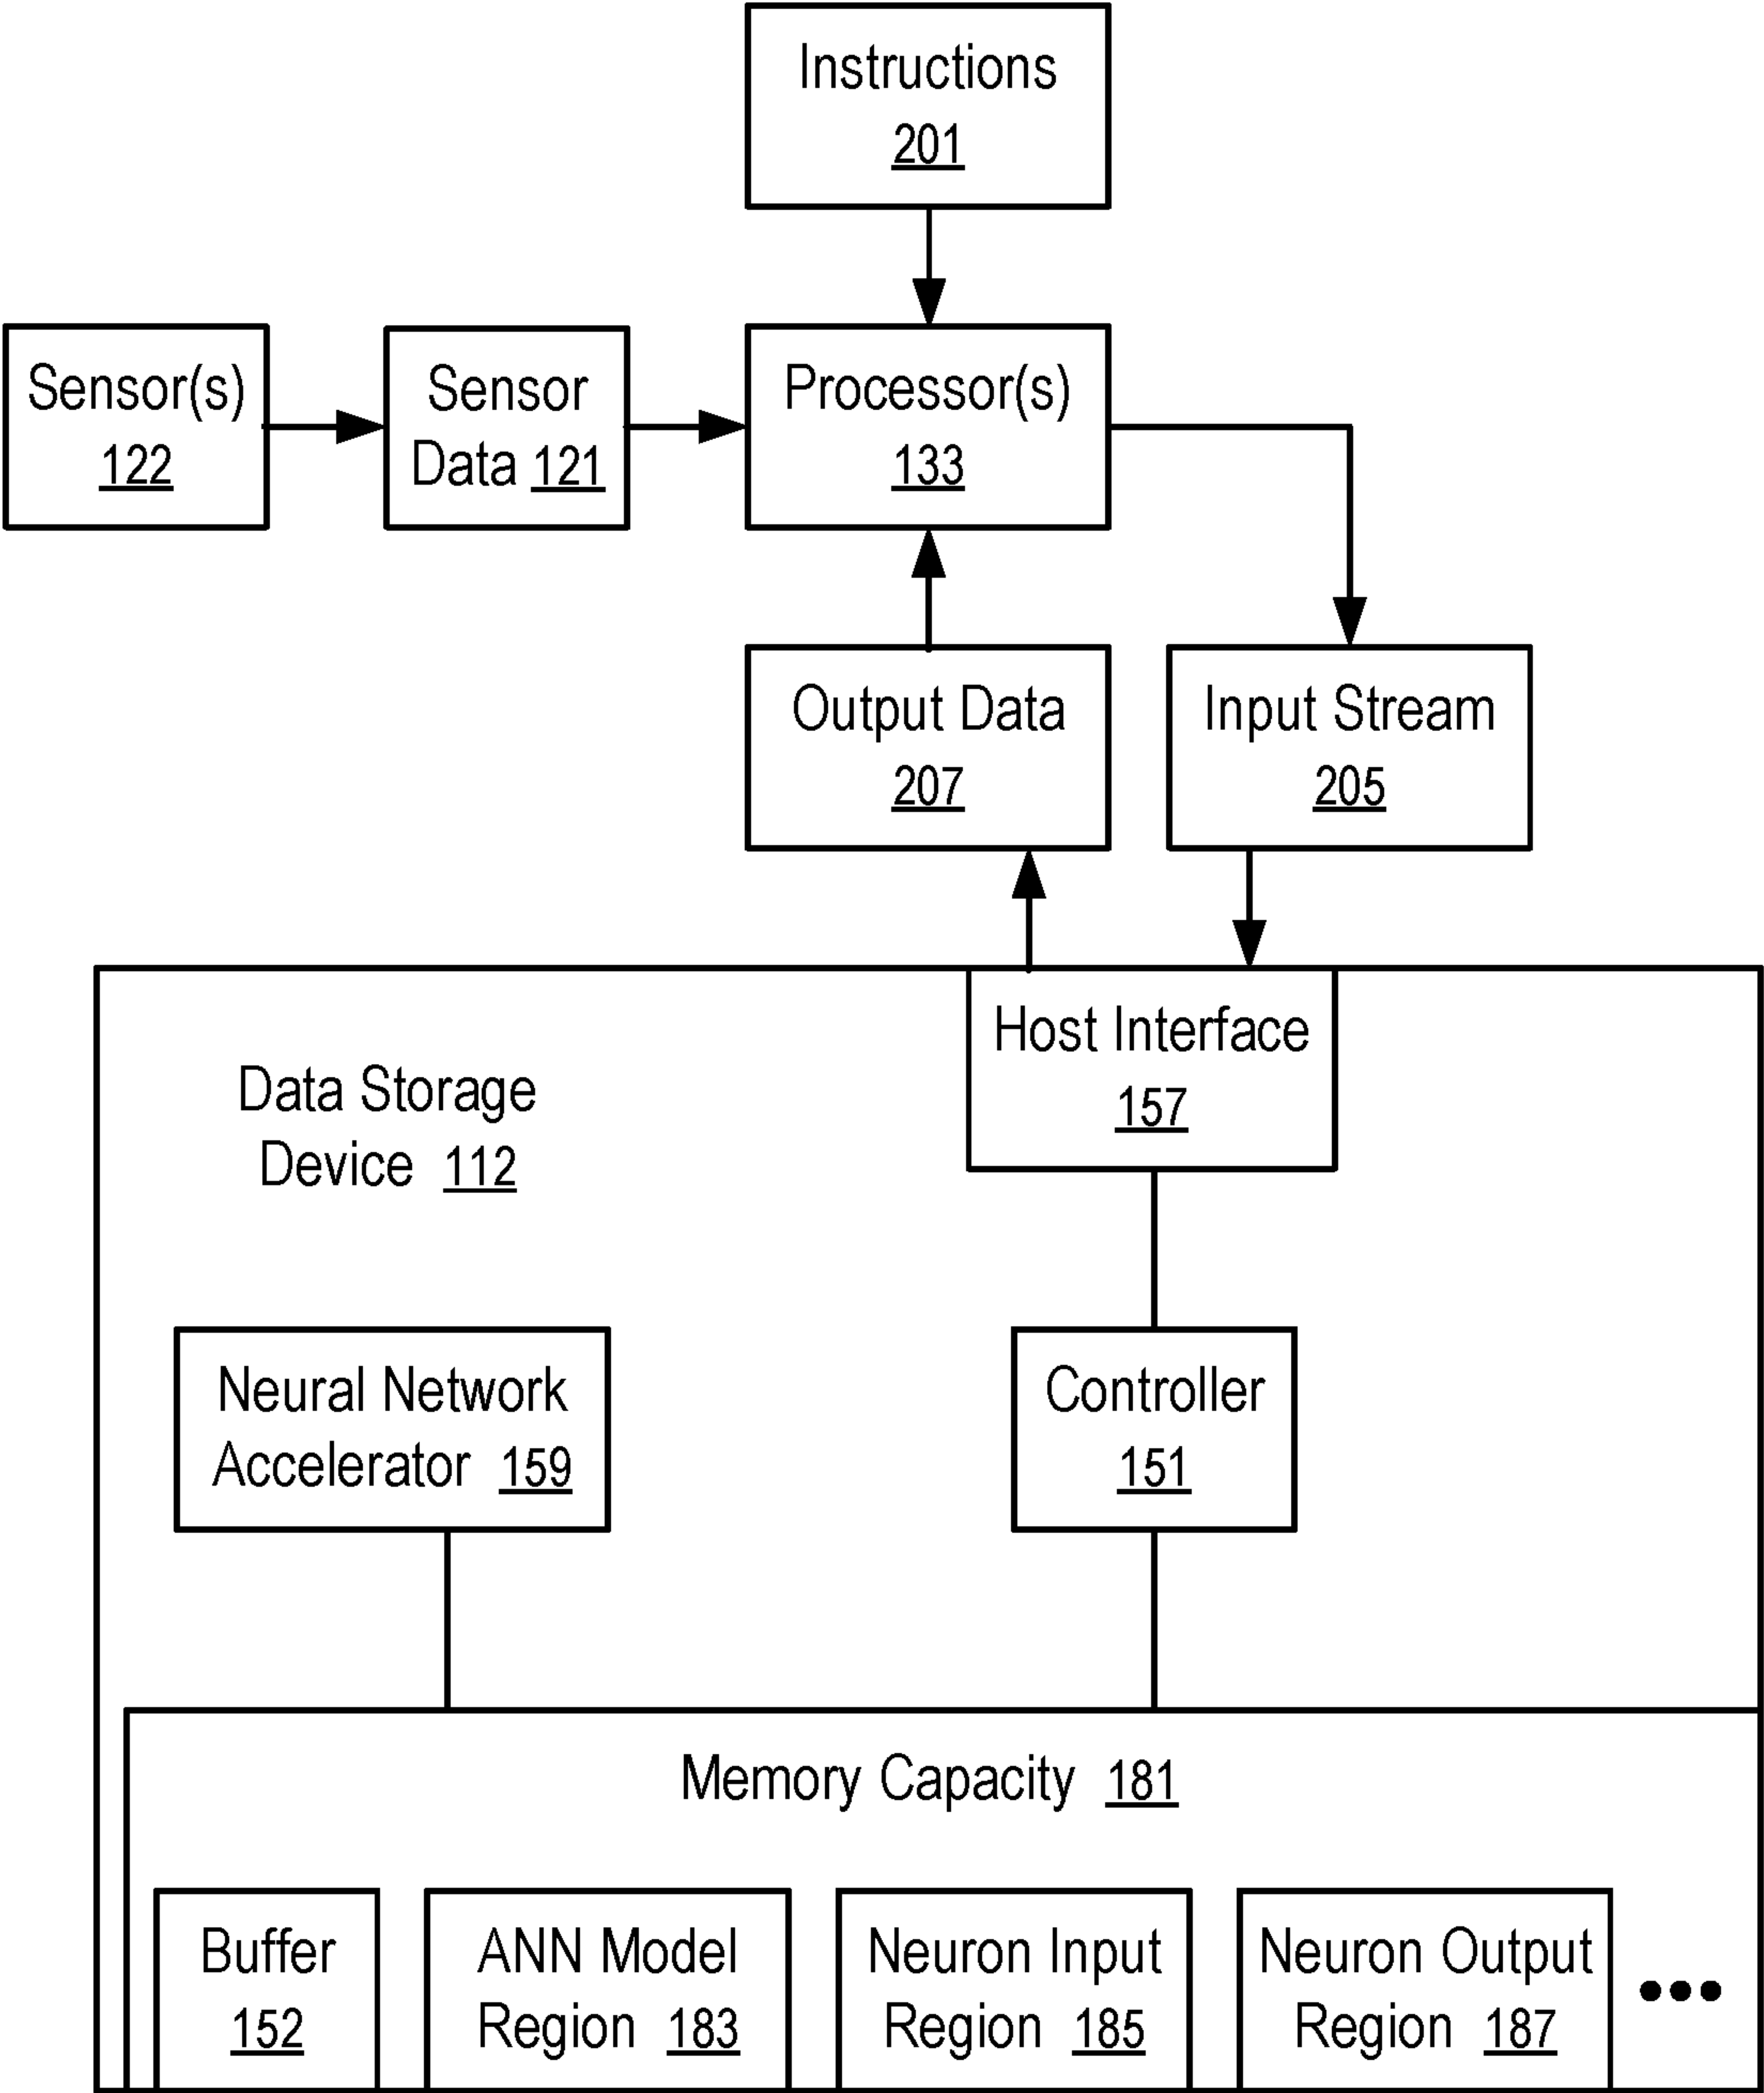 Instructions
201
Sensor(s)
122
Sensor
Data 121
Processor(s)
133
Output Data
207
Input Stream
205
Host Interface
157
Data Storage
Device 112
Neural Network
Accelerator 159
Controller
151
Memory Capacity 181
Buffer
152
ANN Model
Region 183
Neuron Input
Region 185
Neuron Output
Region 187